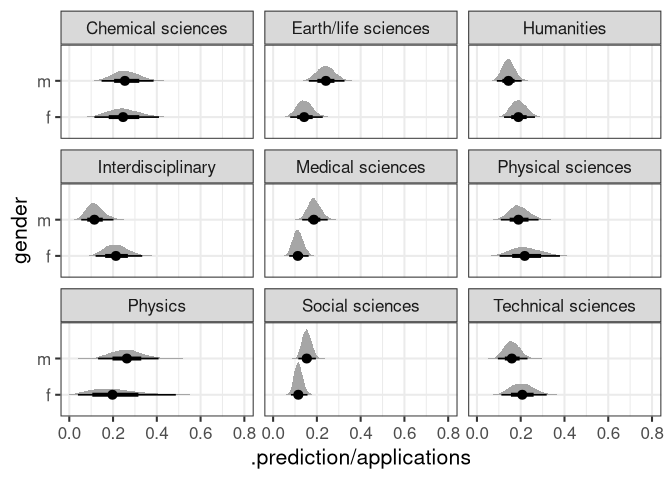 Chemical sciences Earth/life sciences Humanities
m
f
Interdisciplinary Medical sciences Physical sciences
gender
m
f
Physics Social sciences Technical sciences
m
f
0.0 0.2 0.4 0.6 0.8 0.0 0.2 0.4 0.6 0.8 0.0 0.2 0.4 0.6 0.8
.prediction/applications